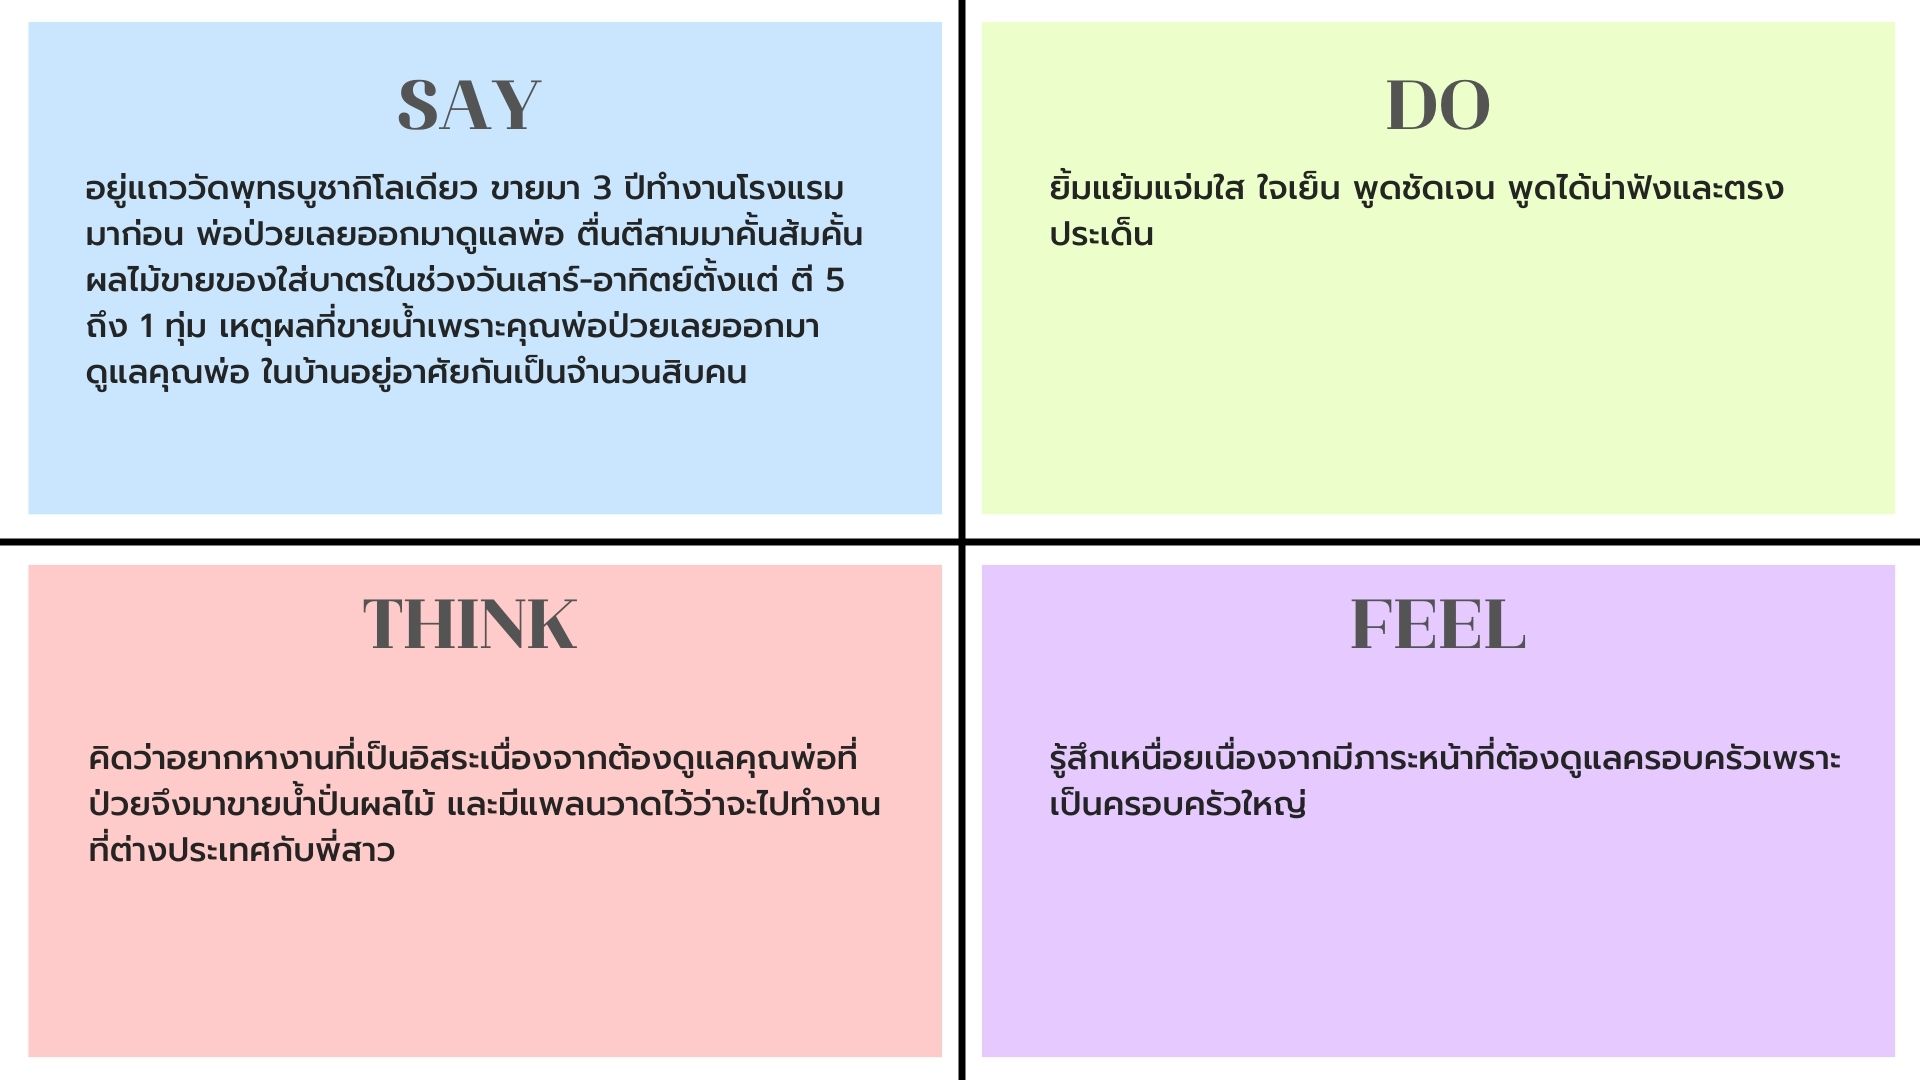 SAY
อยู่แถววัดพุทธบูชากิโลเดียว ขายมา 3 ปีทำงานโรงแรม
มาก่อน พ่อป่วยเลยออกมาดูแลพ่อ ตื่นตีสามมาคั้นส้มคั้น
ผลไม้ขายของใส่บาตรในช่วงวันเสาร์-อาทิตย์ตั้งแต่ ตี 5
ถึง 1 ทุ่ม เหตุผลที่ขายน้ำเพราะคุณพ่อป่วยเลยออกมา
ดูแลคุณพ่อ ในบ้านอยู่อาศัยกันเป็นจำนวนสิบคน
DO
ยิ้มแย้มแจ่มใส ใจเย็น พูดชัดเจน พูดได้น่าฟังและตรง
ประเด็น
THINK
คิดว่าอยากหางานที่เป็นอิสระเนื่องจากต้องดูแลคุณพ่อที่
ป่วยจึงมาขายน้ำปั่นผลไม้ และมีแพลนวาดไว้ว่าจะไปทำงาน
ที่ต่างประเทศกับพี่สาว
FEEL
รู้สึกเหนื่อยเนื่องจากมีภาระหน้าที่ต้องดูแลครอบครัวเพราะ
เป็นครอบครัวใหญ่